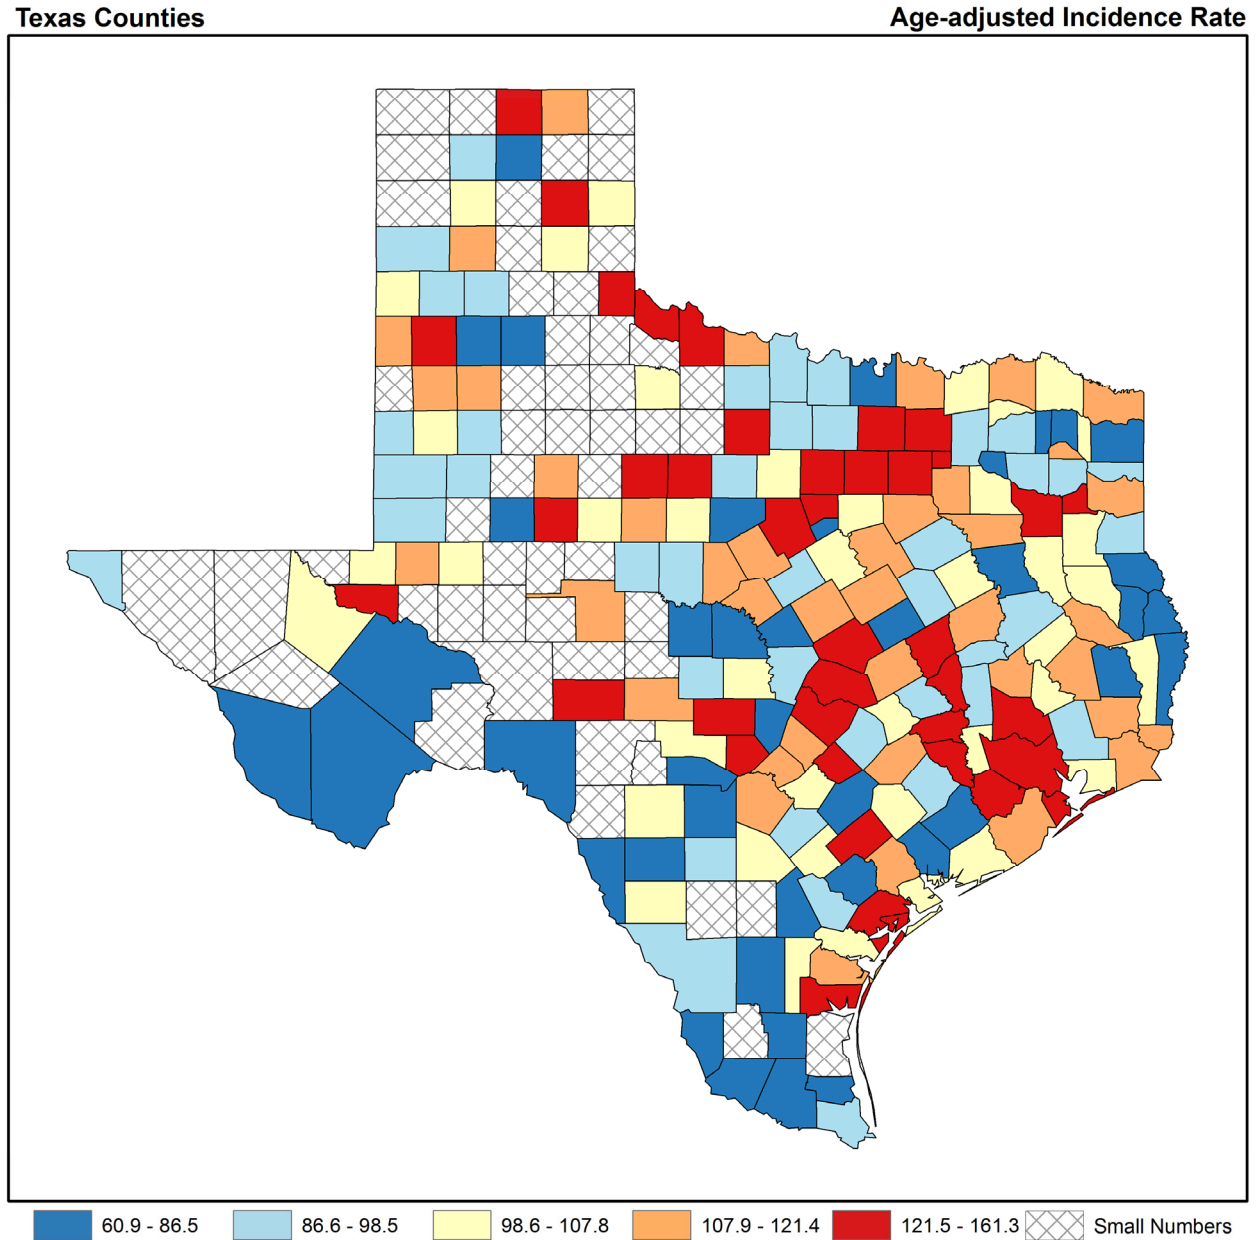 Texas Counties Age-adjusted Incidence Rate
60.9 - 86.5 86.6 - 98.5 98.6 - 107.8 107.9 - 121.4 121.5 - 161.3 Small Numbers